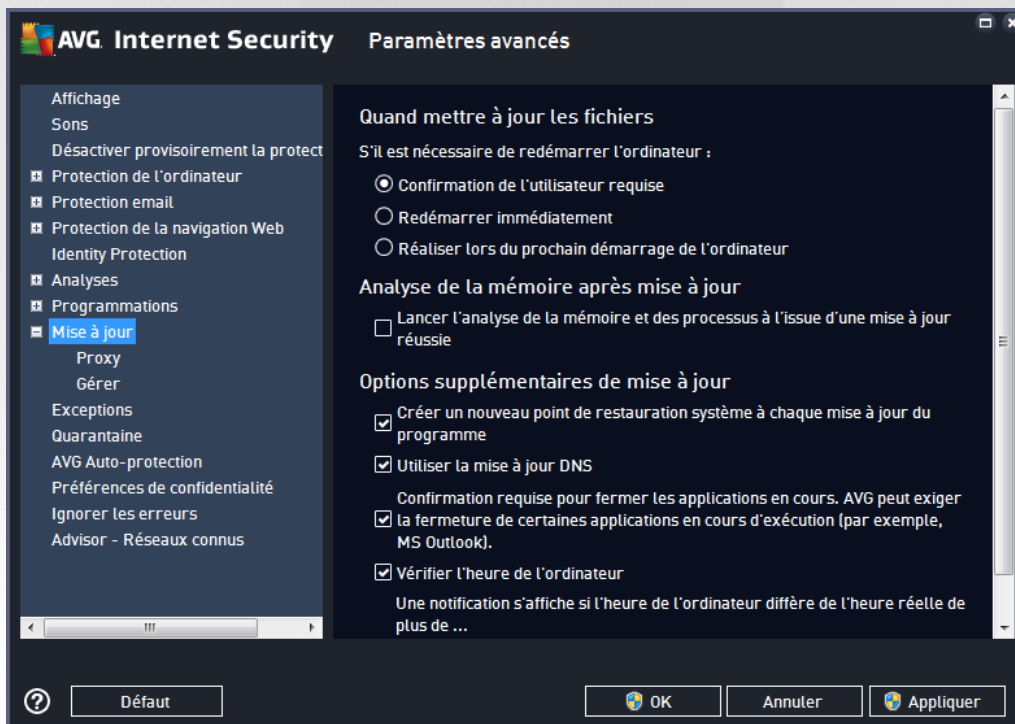 AVG. Internet Security Paramètres avancés
Affichage
Sons
Désactiver provisoirement la protect
Protection de l'ordinateur
Protection email
Protection de la navigation Web
Identity Protection
Analyses
Programmations
Mise à jour
Proxy
Gérer
Exceptions
Quarantaine
AVG Auto-protection
Préférences de confidentialité
Ignorer les erreurs
Advisor - Réseaux connus
Quand mettre à jour les fichiers
S'il est nécessaire de redémarrer l'ordinateur :
Confirmation de l'utilisateur requise
Redémarrer immédiatement
Réaliser lors du prochain démarrage de l'ordinateur
Analyse de la mémoire après mise à jour
Lancer l'analyse de la mémoire et des processus à l'issue d'une mise à jour
réussie
Options supplémentaires de mise à jour
Créer un nouveau point de restauration système à chaque mise à jour du
programme
Utiliser la mise à jour DNS
Confirmation requise pour fermer les applications en cours. AVG peut exiger
la fermeture de certaines applications en cours d'exécution (par exemple,
MS Outlook).
Vérifier l'heure de l'ordinateur
Une notification s'affiche si l'heure de l'ordinateur diffère de l'heure réelle de
plus de ...
? Défaut OK Annuler Appliquer